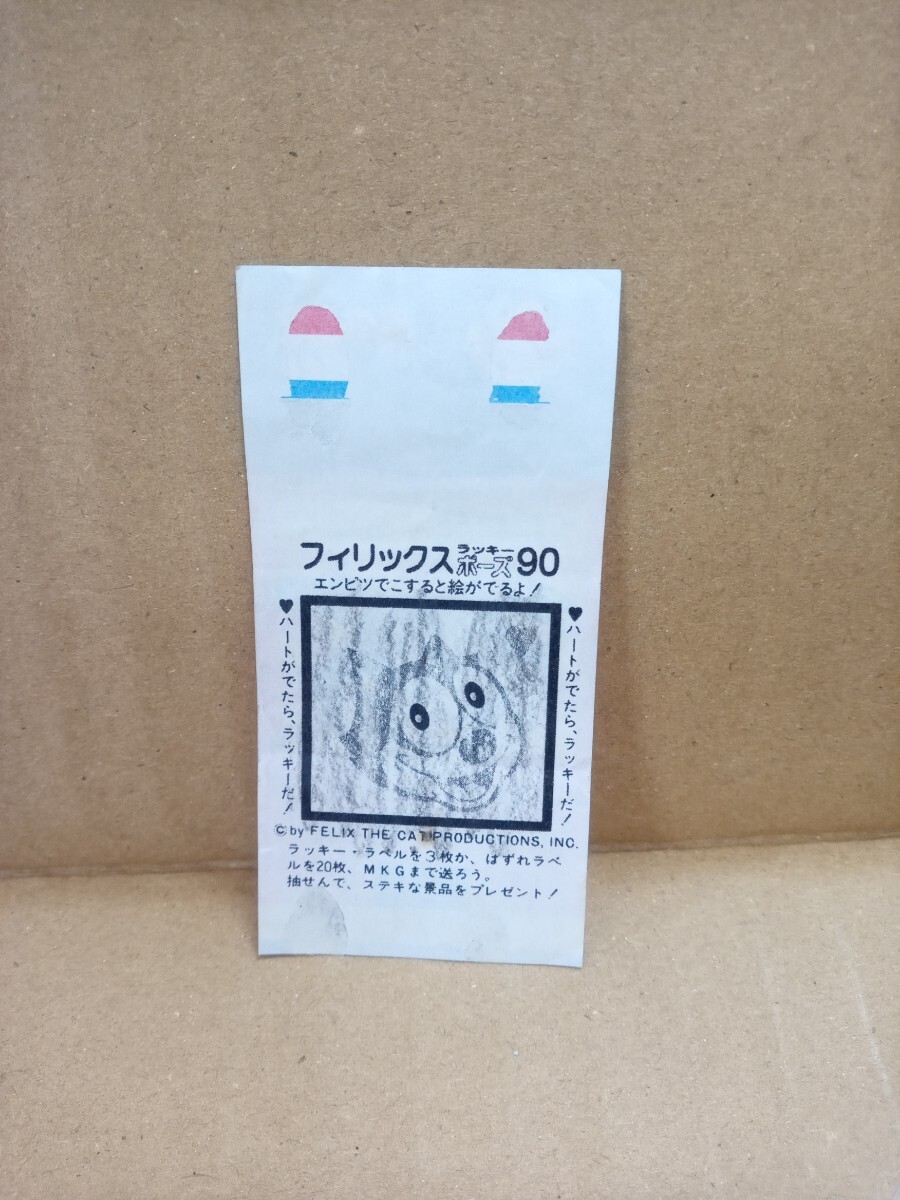 フィリックスラッキーポーズ90
エンピツでこすると絵がでるよ!
♥ハートがでたら、ラッキーだ!
♥ハートがでたら、ラッキーだ!
©by FELIX THE CAT PRODUCTIONS, INC.
ラッキー・ラベルを3枚か、はずれラベ
ルを20枚、MKGまで送ろう。
抽せんで、ステキな景品をプレゼント!